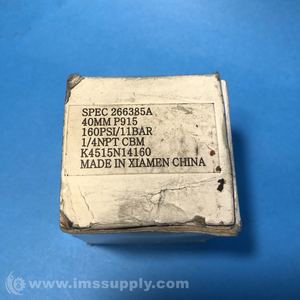 SPEC 266385A
40MM P915
160PSI/11BAR
1/4NPT CBM
K4515N14160
MADE IN XIAMEN CHINA
© www.imssupply.com